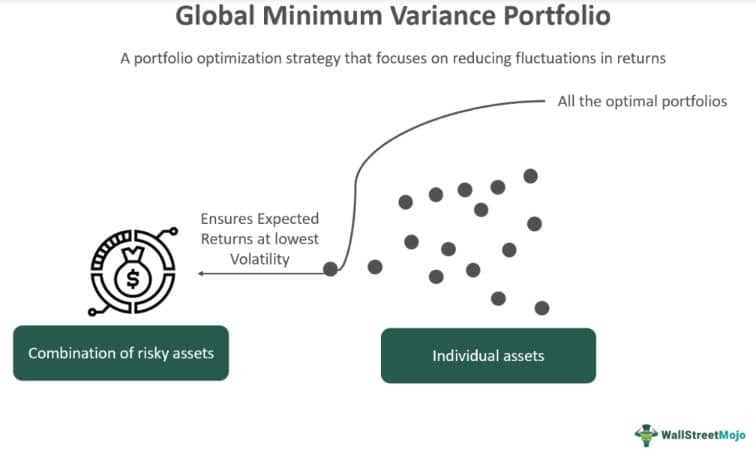 Global Minimum Variance Portfolio
A portfolio optimization strategy that focuses on reducing fluctuations in returns
All the optimal portfolios
Ensures Expected
Returns at lowest
Volatility
$
Combination of risky assets
Individual assets
WallStreetMojo